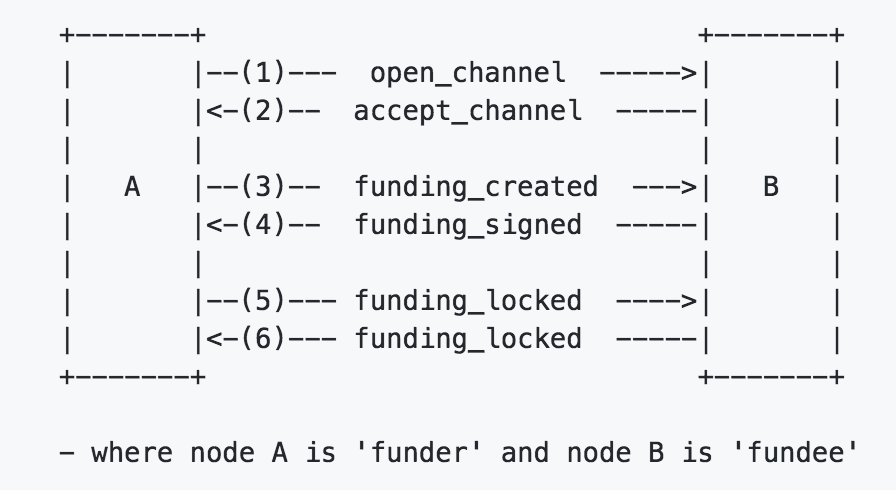 +-------+                              +-------+
|       |--(1)---  open_channel  ----->|       |
|       |<-(2)--  accept_channel  -----|       |
|       |                              |       |
|   A   |--(3)--  funding_created  --->|   B   |
|       |<-(4)--  funding_signed  -----|       |
|       |                              |       |
|       |--(5)--- funding_locked  ---->|       |
|       |<-(6)--- funding_locked  -----|       |
+-------+                              +-------+
- where node A is 'funder' and node B is 'fundee'